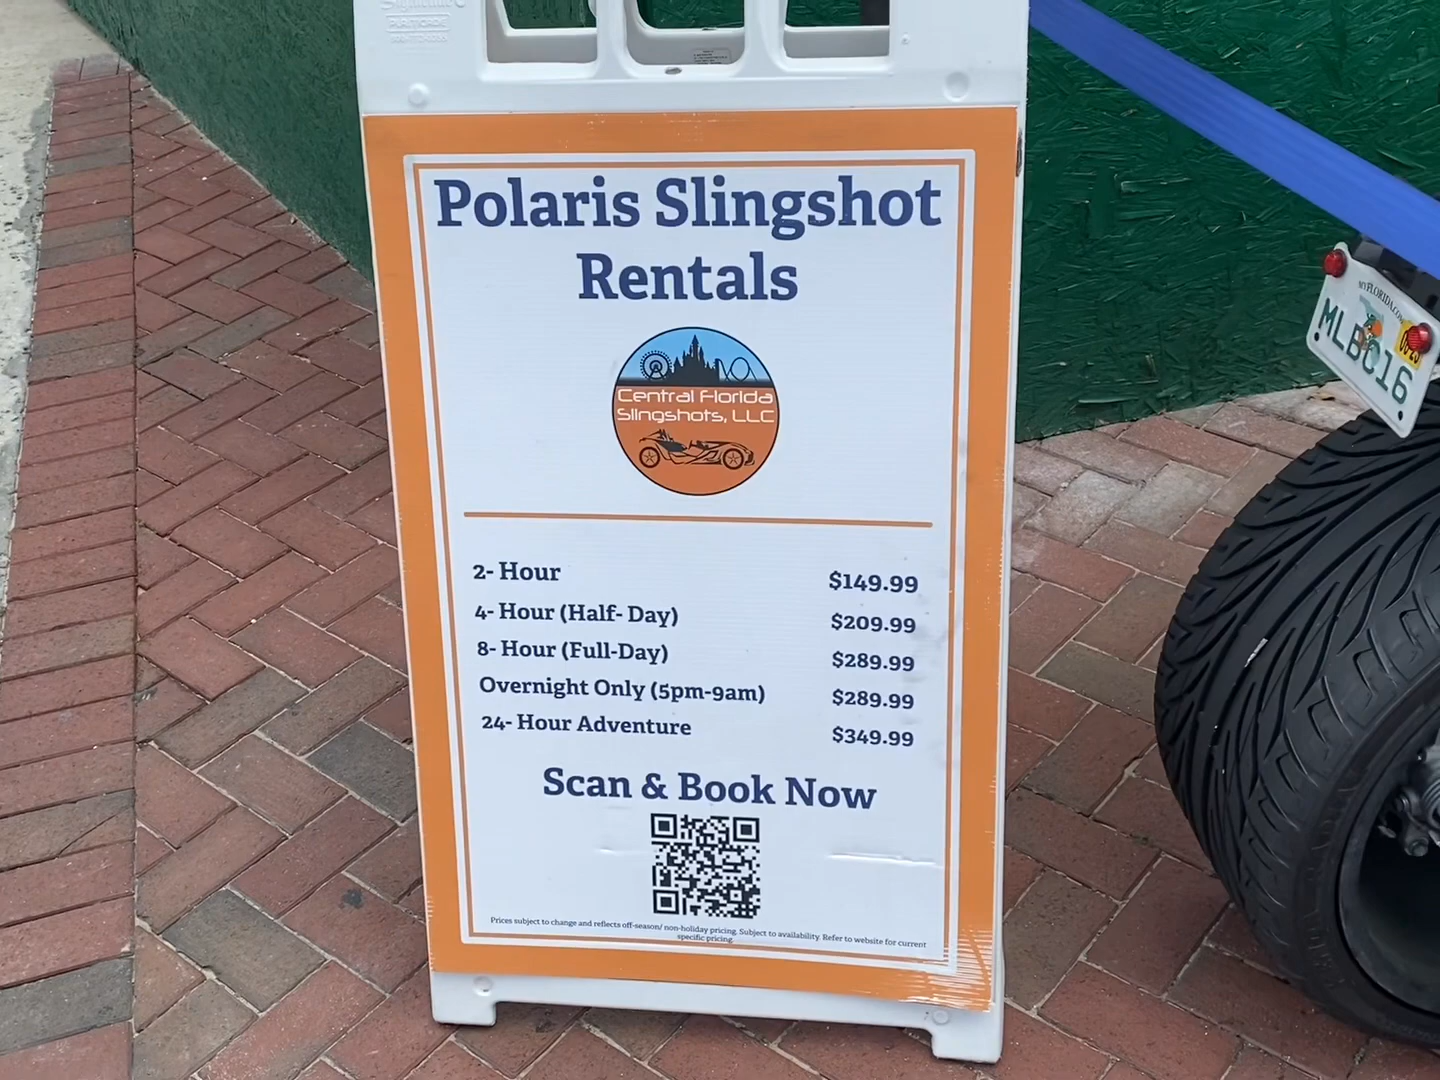 Polaris Slingshot
Rentals
Central Florida
Slingshots, LLC
2- Hour $149.99
4- Hour (Half- Day) $209.99
8- Hour (Full-Day) $289.99
Overnight Only (5pm-9am) $289.99
24- Hour Adventure $349.99
Scan & Book Now
Prices subject to change and reflects off-season/ non-holiday pricing. Subject to availability. Refer to website for current
specific pricing.
MYFLORIDA.COM
MLBC16